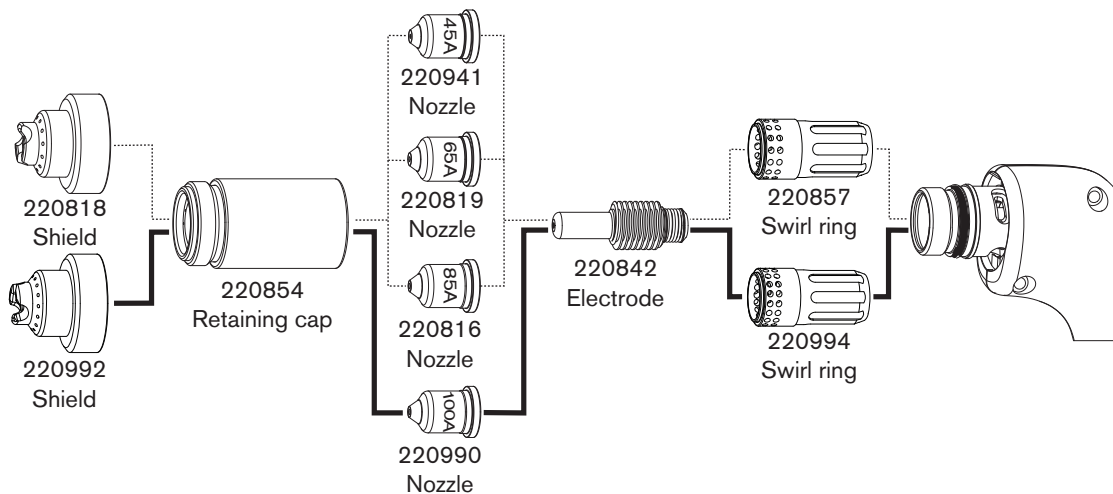 220818
Shield
220992
Shield
220854
Retaining cap
45A
220941
Nozzle
65A
220819
Nozzle
85A
220816
Nozzle
100A
220990
Nozzle
220842
Electrode
220857
Swirl ring
220994
Swirl ring